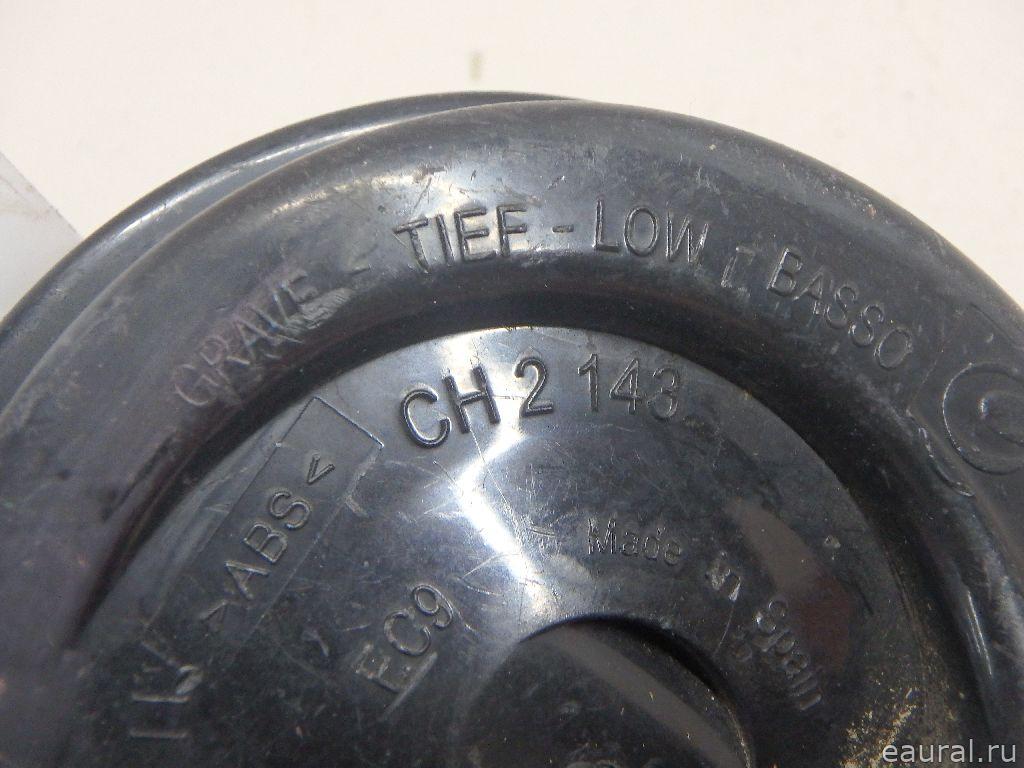 GRAVE - TIEF - LOW - BASSO
CH 2 143
>ABS<
EC9
Made in Spain
eaural.ru